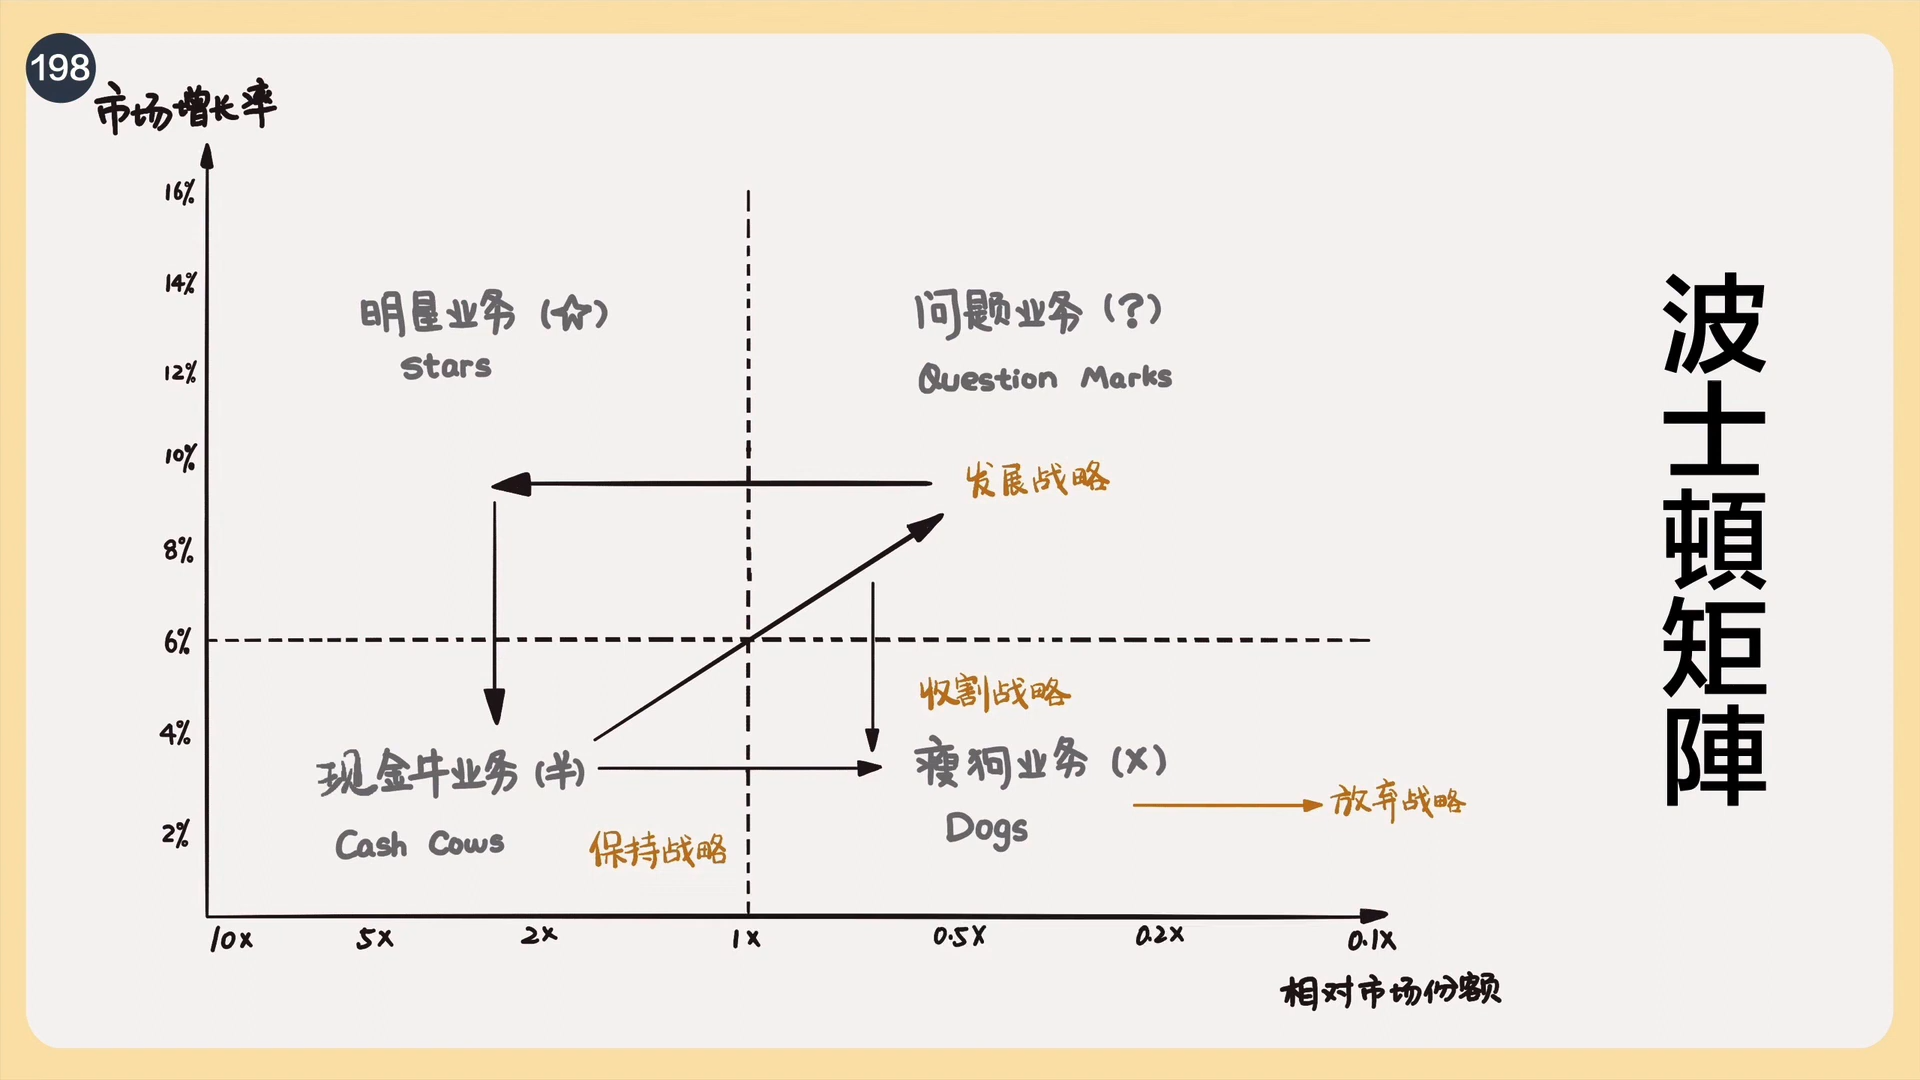 198
市场增长率
16%
14%
12%
10%
8%
6%
4%
2%
明星业务(☆)
Stars
问题业务(?)
Question Marks
发展战略
收割战略
现金牛业务(¥)
Cash Cows
保持战略
瘦狗业务(×)
Dogs
放弃战略
10x
5x
2x
1x
0.5x
0.2x
0.1x
相对市场份额
波士頓矩陣